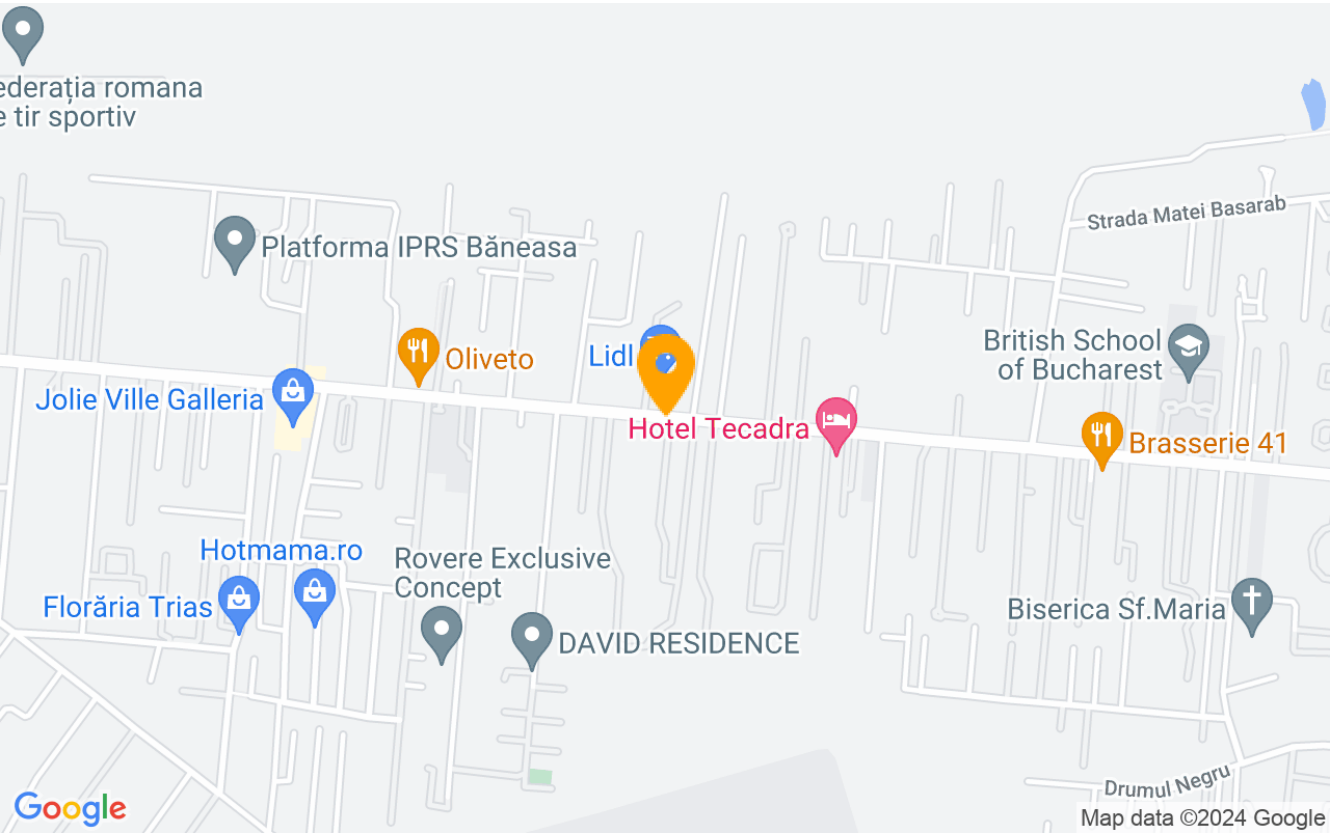 ederația romana
e tir sportiv
Strada Matei Basarab
Platforma IPRS Băneasa
British School
of Bucharest
Lidl
Oliveto
Jolie Ville Galleria
Hotel Tecadra
Brasserie 41
Hotmama.ro
Rovere Exclusive
Concept
Florăria Trias
Biserica Sf.Maria
DAVID RESIDENCE
Drumul Negru
Google
Map data ©2024 Google